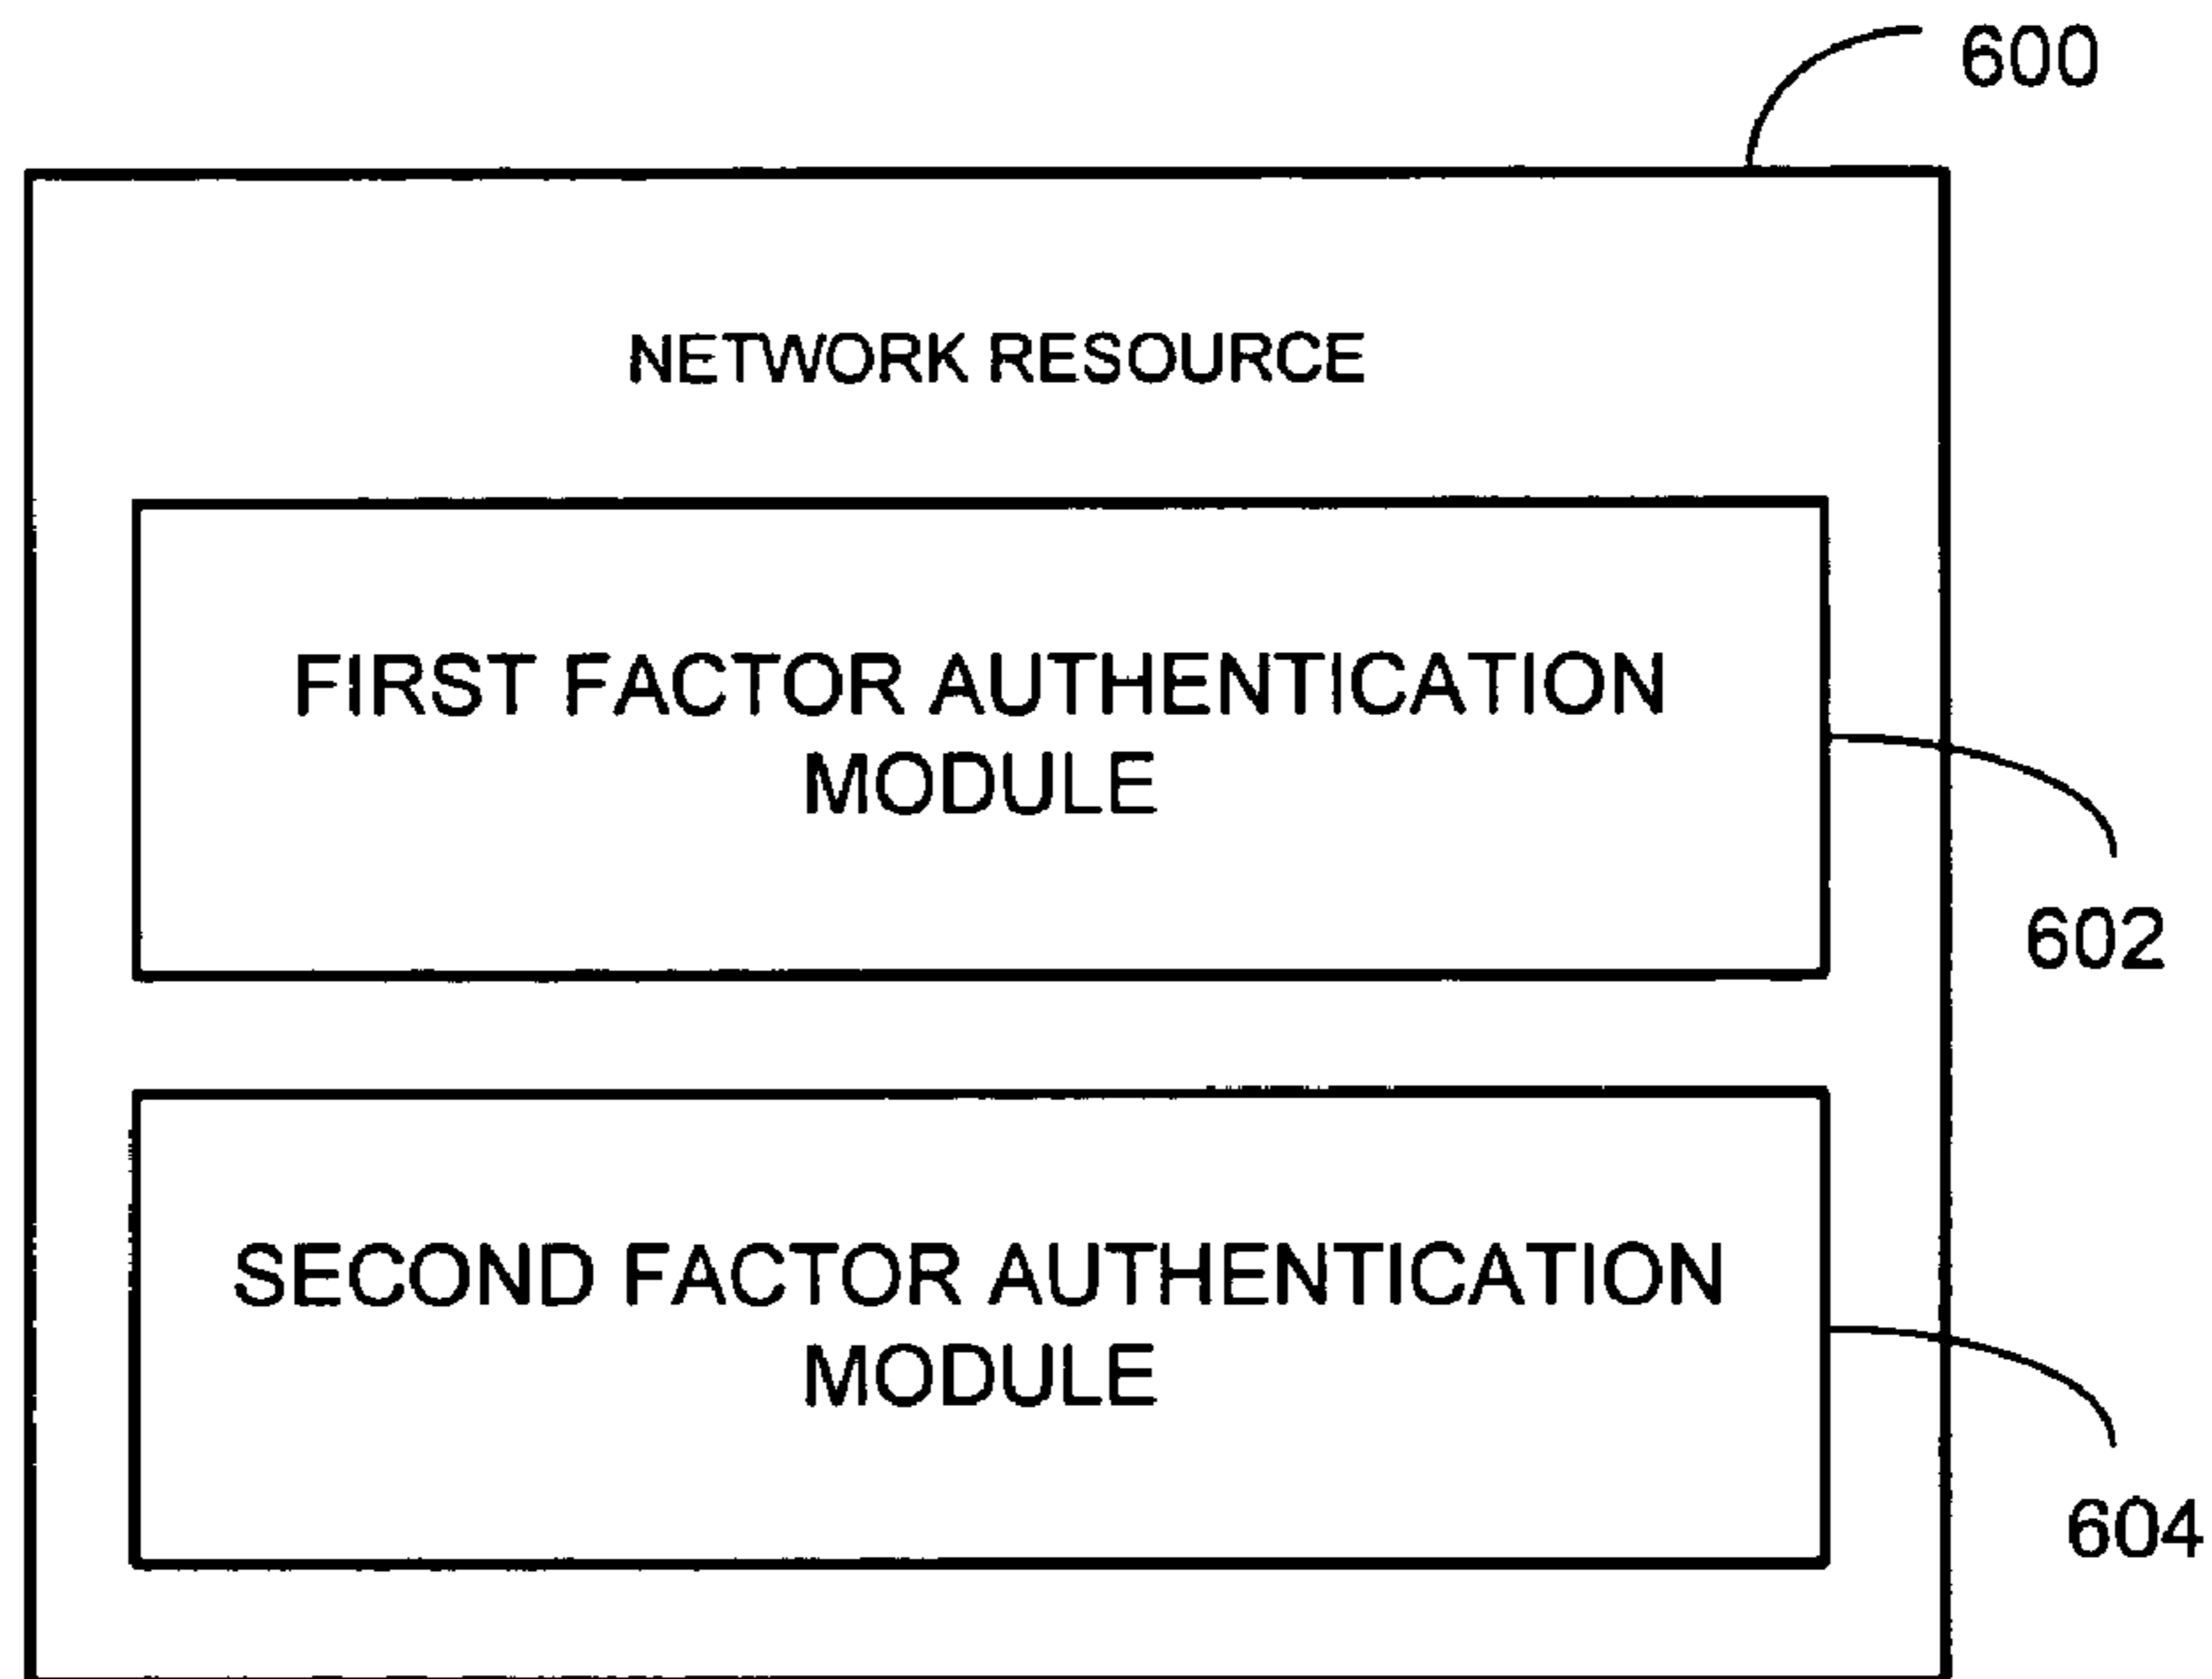 600
NETWORK RESOURCE
FIRST FACTOR AUTHENTICATION
MODULE
602
SECOND FACTOR AUTHENTICATION
MODULE
604